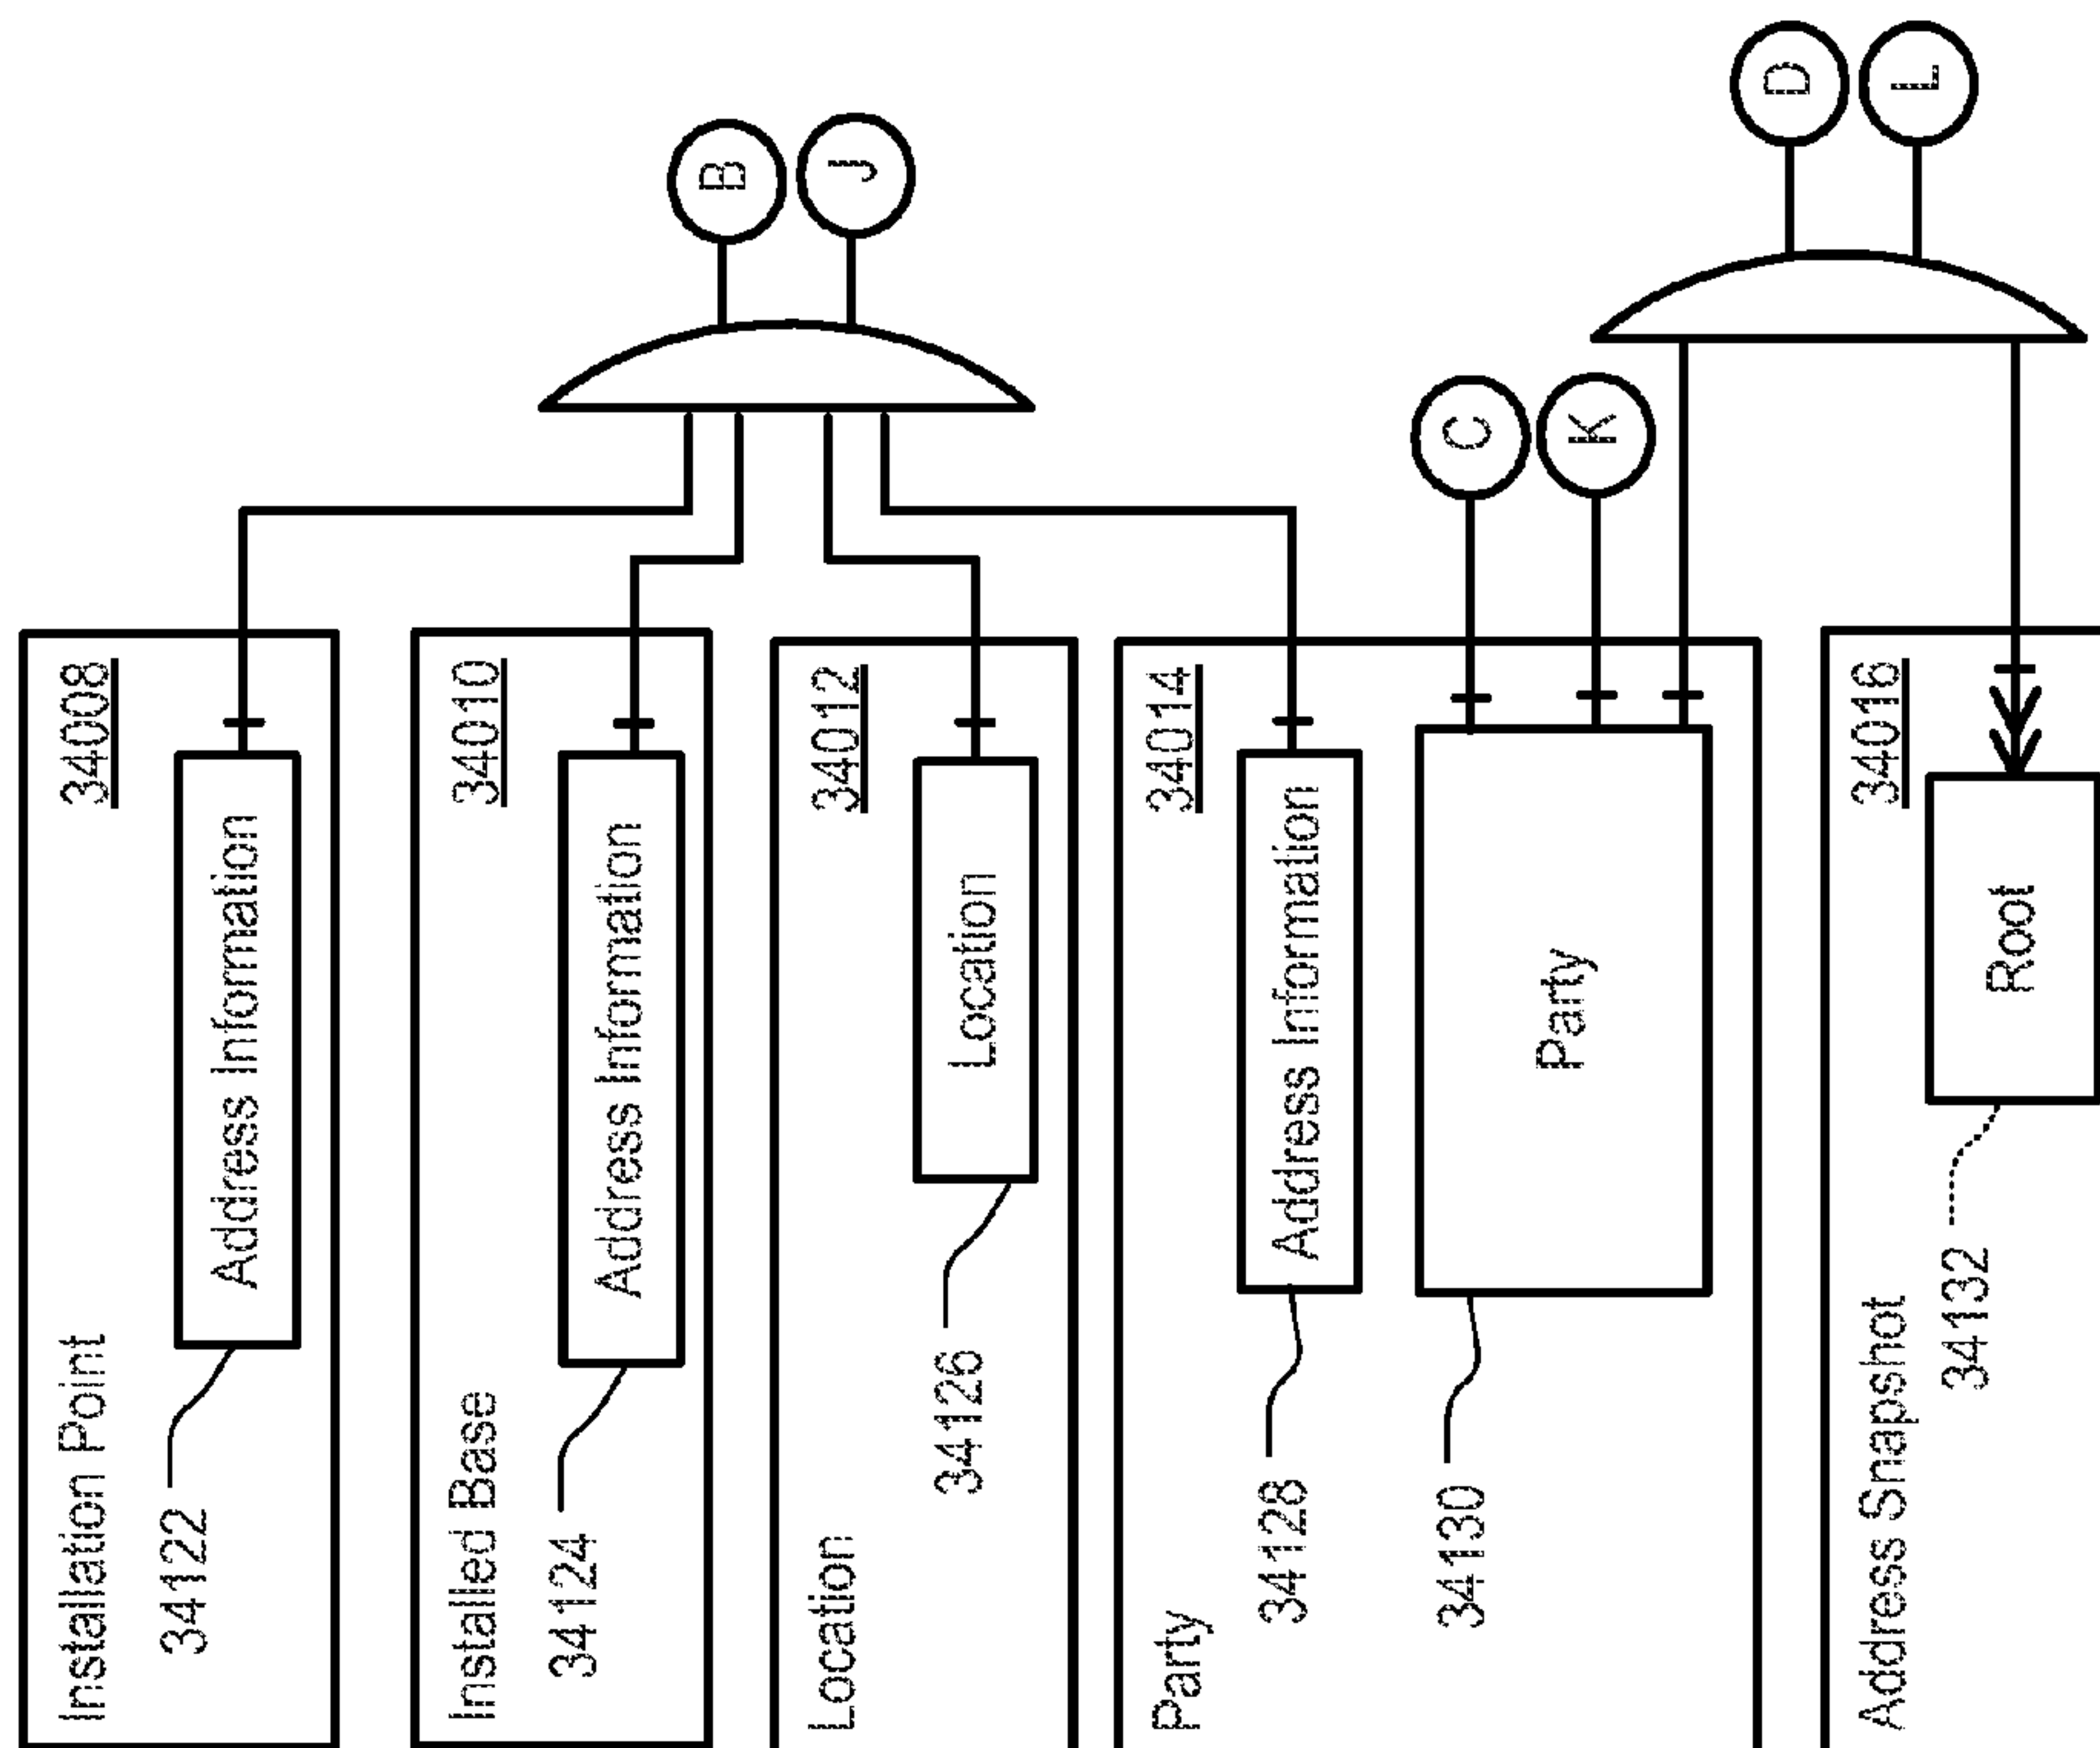 Installation Point
34008
Address Information
34122
Installed Base
34010
Address Information
34124
B
J
Location
34012
Location
34126
Party
34014
Address Information
34128
Party
34130
C
K
Address Snapshot
34016
Root
34132
D
L